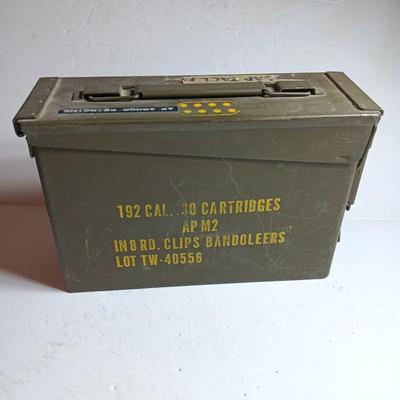 192 CAL. .30 CARTRIDGES
AP M2
IN 8 RD. CLIPS BANDOLEERS
LOT TW-40556